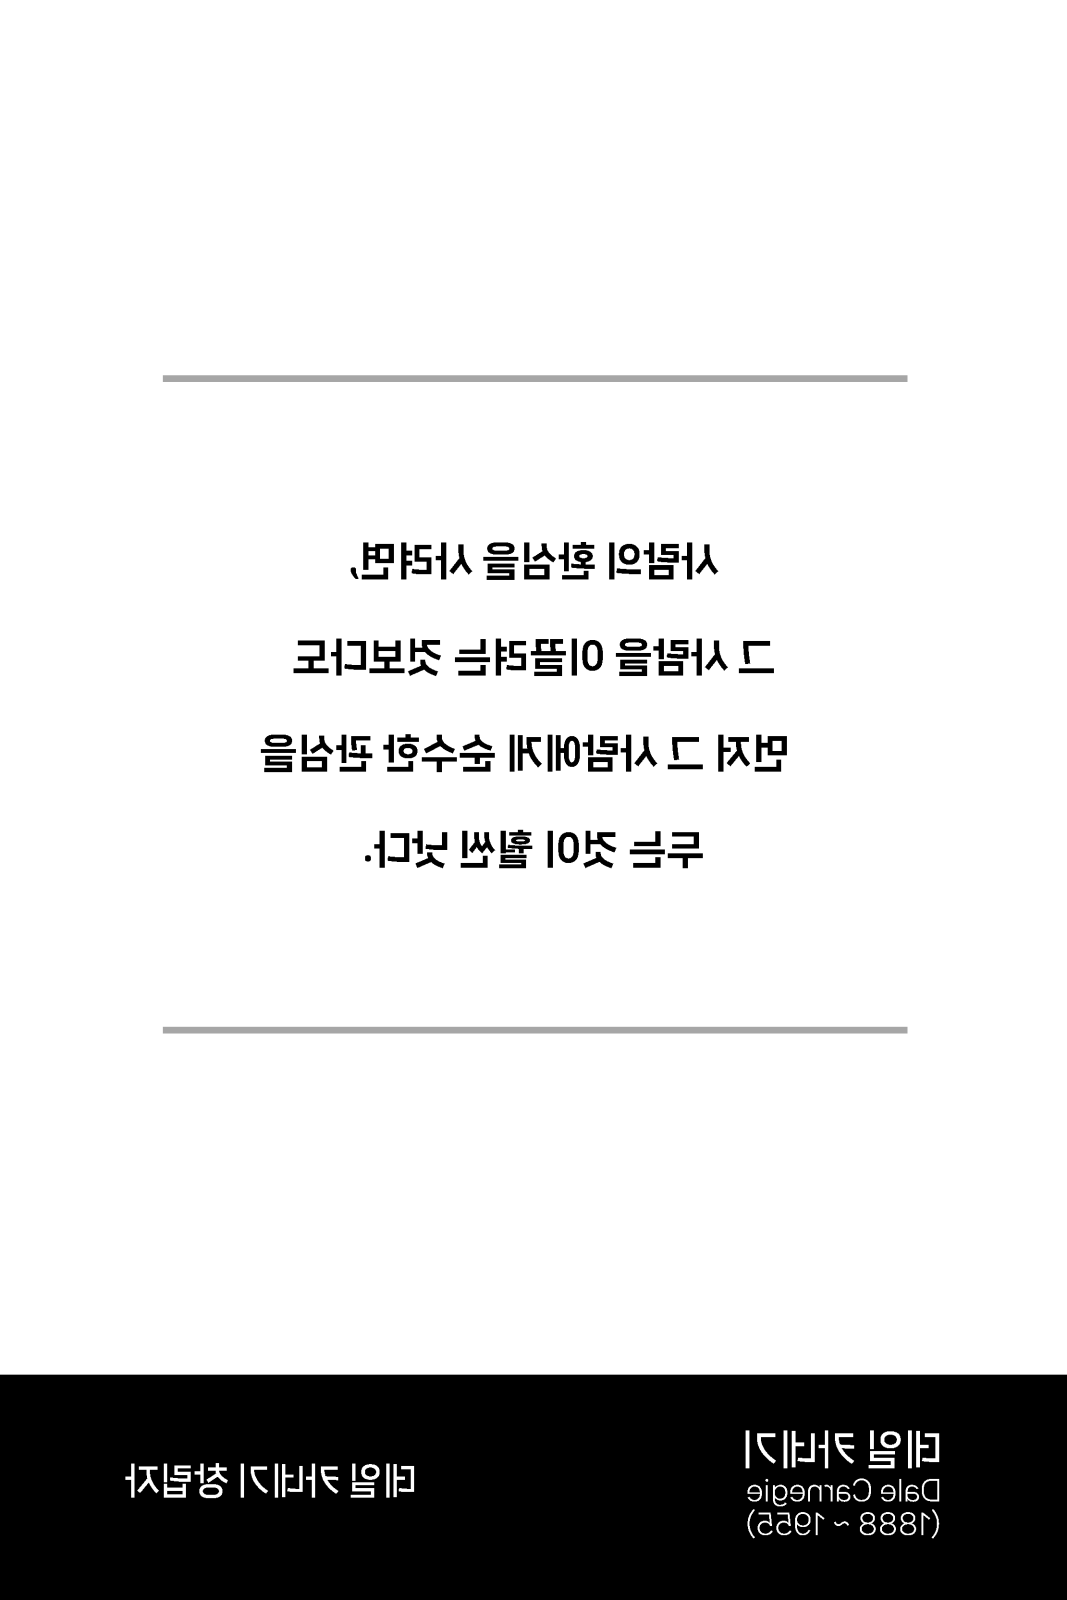 사람의 환심을 사려면,
그 사람을 이끌려는 것보다도
먼저 그 사람에게 순수한 관심을
두는 것이 훨씬 낫다.
데일 카네기
Dale Carnegie
(1888 ~ 1955)
데일 카네기 창립자